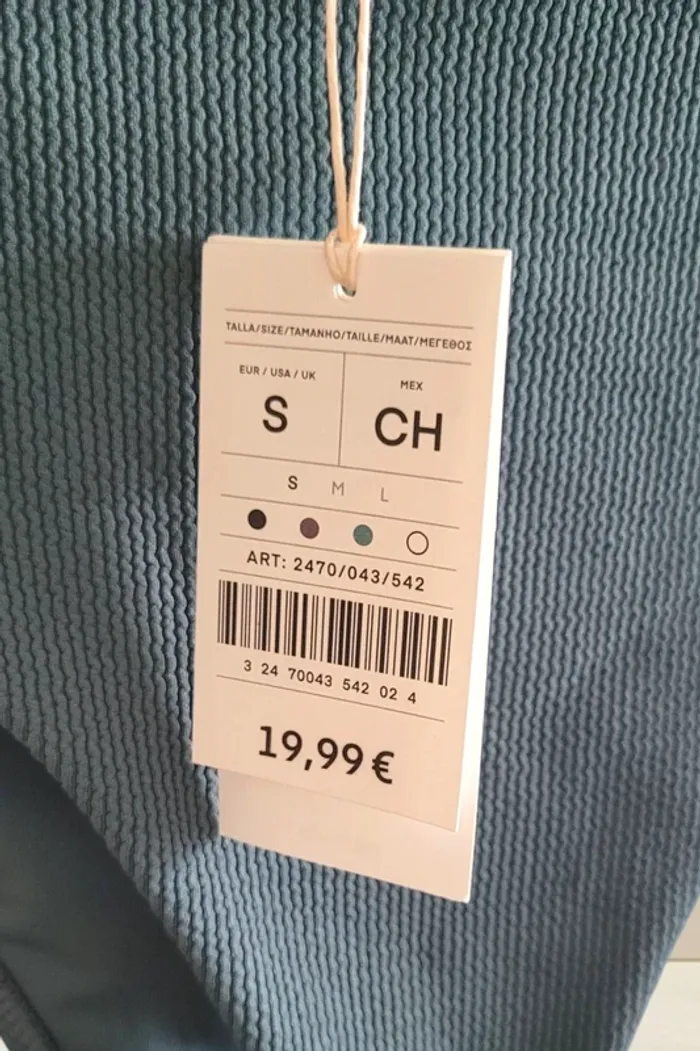 TALLA/SIZE/TAMANHO/TAILLE/MAAT/ΜΕΓΕΘΟΣ
EUR / USA / UK
MEX
S
CH
S M L
ART: 2470/043/542
3 24 70043 542 02 4
19,99 €